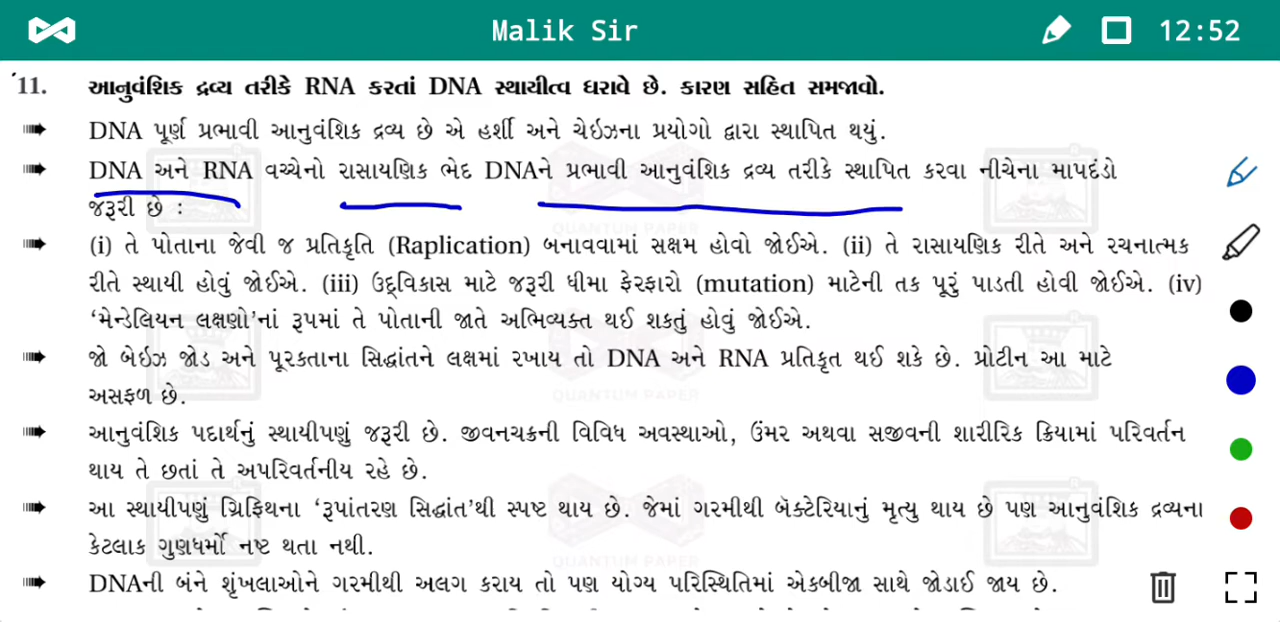 Malik Sir
12:52
11. આનુવંશિક દ્રવ્ય તરીકે RNA કરતાં DNA સ્થાયીત્વ ધરાવે છે. કારણ સહિત સમજાવો.
DNA પૂર્ણ પ્રભાવી આનુવંશિક દ્રવ્ય છે એ હર્શી અને ચેઇઝના પ્રયોગો દ્વારા સ્થાપિત થયું.
DNA અને RNA વચ્ચેનો રાસાયણિક ભેદ DNAને પ્રભાવી આનુવંશિક દ્રવ્ય તરીકે સ્થાપિત કરવા નીચેના માપદંડો
જરૂરી છે :
(i) તે પોતાના જેવી જ પ્રતિકૃતિ (Raplication) બનાવવામાં સક્ષમ હોવો જોઈએ. (ii) તે રાસાયણિક રીતે અને રચનાત્મક
રીતે સ્થાયી હોવું જોઈએ. (iii) ઉદ્‌વિકાસ માટે જરૂરી ધીમા ફેરફારો (mutation) માટેની તક પૂરું પાડતી હોવી જોઈએ. (iv)
‘મેન્ડેલિયન લક્ષણો’નાં રૂપમાં તે પોતાની જાતે અભિવ્યક્ત થઈ શકતું હોવું જોઈએ.
જો બેઇઝ જોડ અને પૂરકતાના સિદ્ધાંતને લક્ષમાં રખાય તો DNA અને RNA પ્રતિકૃત થઈ શકે છે. પ્રોટીન આ માટે
અસફળ છે.
QUANTUM PAPER
આનુવંશિક પદાર્થનું સ્થાયીપણું જરૂરી છે. જીવનચક્રની વિવિધ અવસ્થાઓ, ઉંમર અથવા સજીવની શારીરિક ક્રિયામાં પરિવર્તન
થાય તે છતાં તે અપરિવર્તનીય રહે છે.
આ સ્થાયીપણું ગ્રિફિથના ‘રૂપાંતરણ સિદ્ધાંત’થી સ્પષ્ટ થાય છે. જેમાં ગરમીથી બૅક્ટેરિયાનું મૃત્યુ થાય છે પણ આનુવંશિક દ્રવ્યના
કેટલાક ગુણધર્મો નષ્ટ થતા નથી.
QUANTUM PAPER
DNAની બંને શૃંખલાઓને ગરમીથી અલગ કરાય તો પણ યોગ્ય પરિસ્થિતિમાં એકબીજા સાથે જોડાઈ જાય છે.